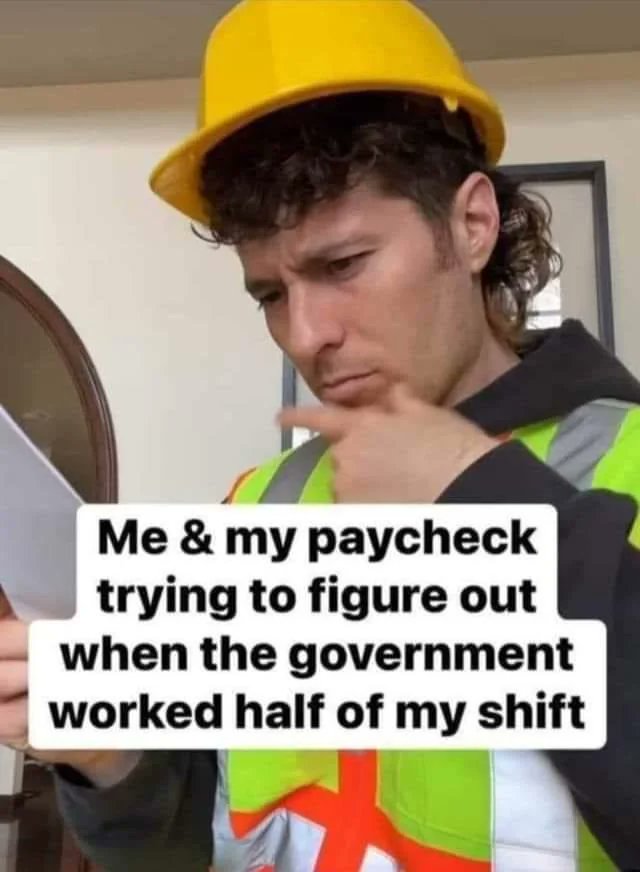 Me & my paycheck
trying to figure out
when the government
worked half of my shift